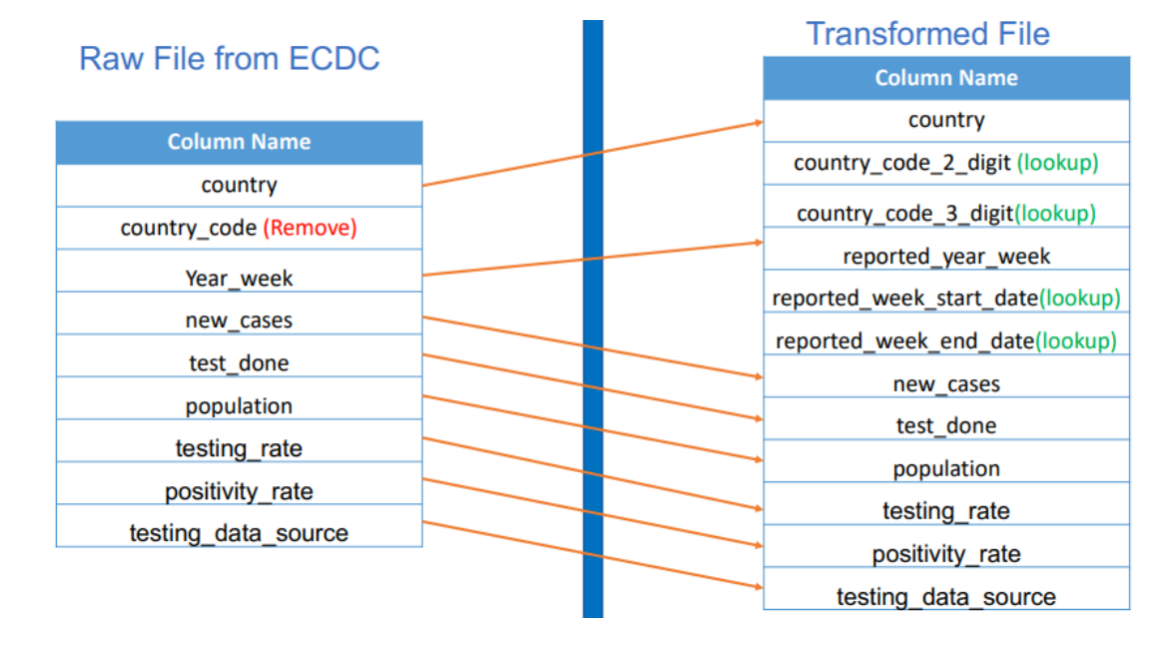 Raw File from ECDC
Column Name
country
country_code (Remove)
Year_week
new_cases
test_done
population
testing_rate
positivity_rate
testing_data_source
Transformed File
Column Name
country
country_code_2_digit (lookup)
country_code_3_digit(lookup)
reported_year_week
reported_week_start_date(lookup)
reported_week_end_date(lookup)
new_cases
test_done
population
testing_rate
positivity_rate
testing_data_source